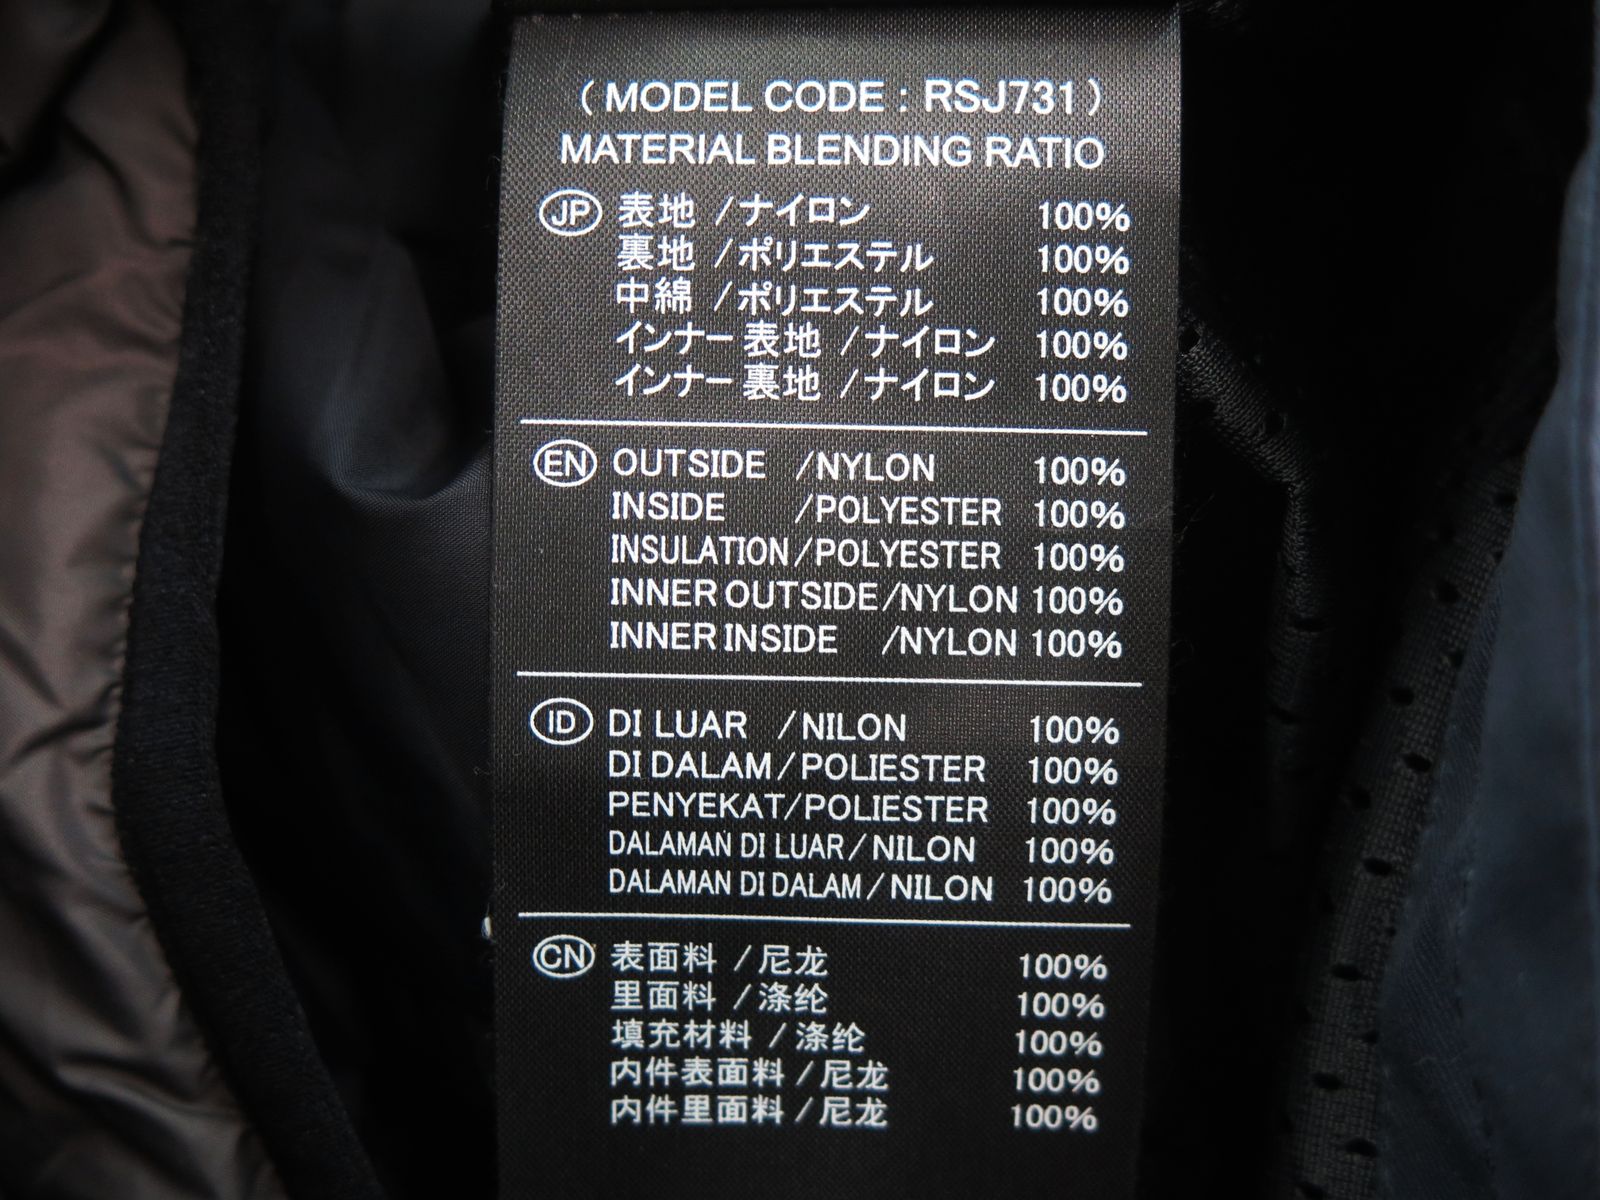 ( MODEL CODE : RSJ731 )
MATERIAL BLENDING RATIO
JP 表地 /ナイロン 100%
裏地 /ポリエステル 100%
中綿 /ポリエステル 100%
インナー表地 /ナイロン 100%
インナー裏地 /ナイロン 100%
EN OUTSIDE /NYLON 100%
INSIDE /POLYESTER 100%
INSULATION/POLYESTER 100%
INNER OUTSIDE/NYLON 100%
INNER INSIDE /NYLON 100%
ID DI LUAR /NILON 100%
DI DALAM/POLIESTER 100%
PENYEKAT/POLIESTER 100%
DALAMAN DI LUAR/NILON 100%
DALAMAN DI DALAM/NILON 100%
CN 表面料 /尼龙 100%
里面料 /涤纶 100%
填充材料 /涤纶 100%
内件表面料 /尼龙 100%
内件里面料 /尼龙 100%